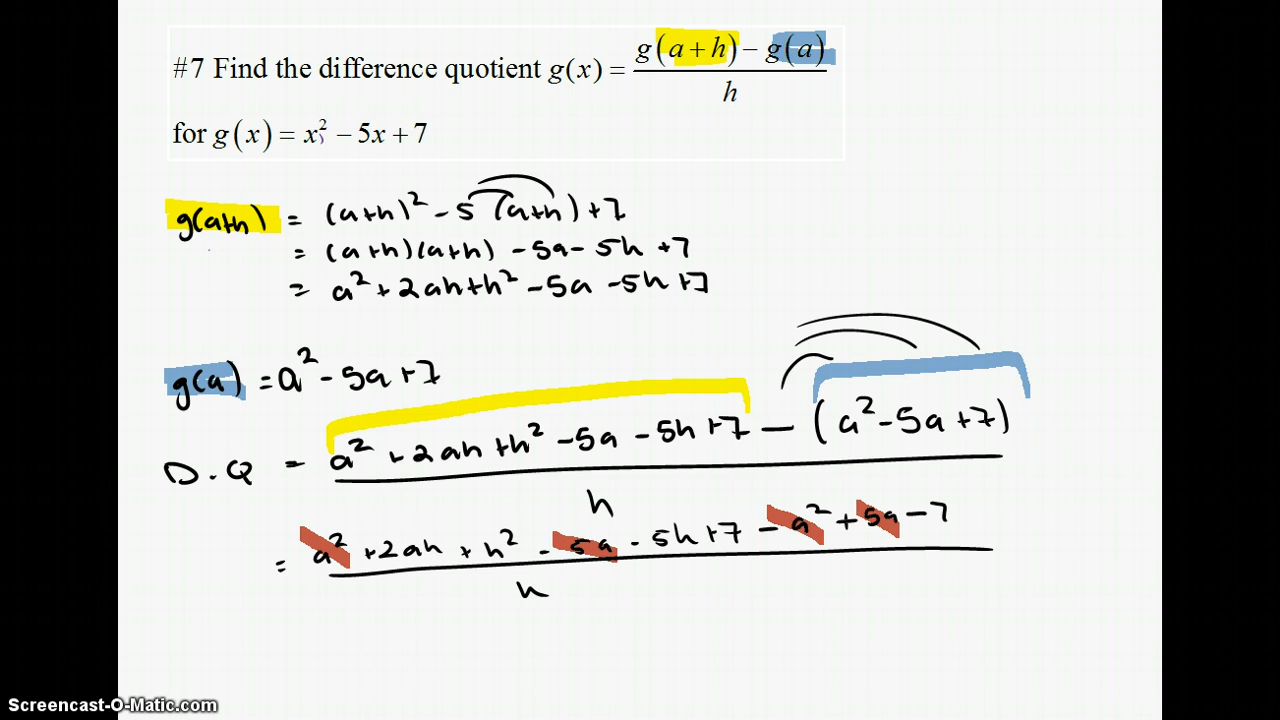 #7 Find the difference quotient g(x) = (g(a + h) − g(a)) / h
for g(x) = x² − 5x + 7
g(a+h) = (a+h)² - 5 (a+h) + 7
= (a+h)(a+h) - 5a - 5h + 7
= a² + 2ah + h² - 5a - 5h + 7
g(a) = a² - 5a + 7
D.Q = (a² + 2ah + h² - 5a - 5h + 7 - (a² - 5a + 7)) / h
= (a² + 2ah + h² - 5a - 5h + 7 - a² + 5a - 7) / h
Screencast-O-Matic.com